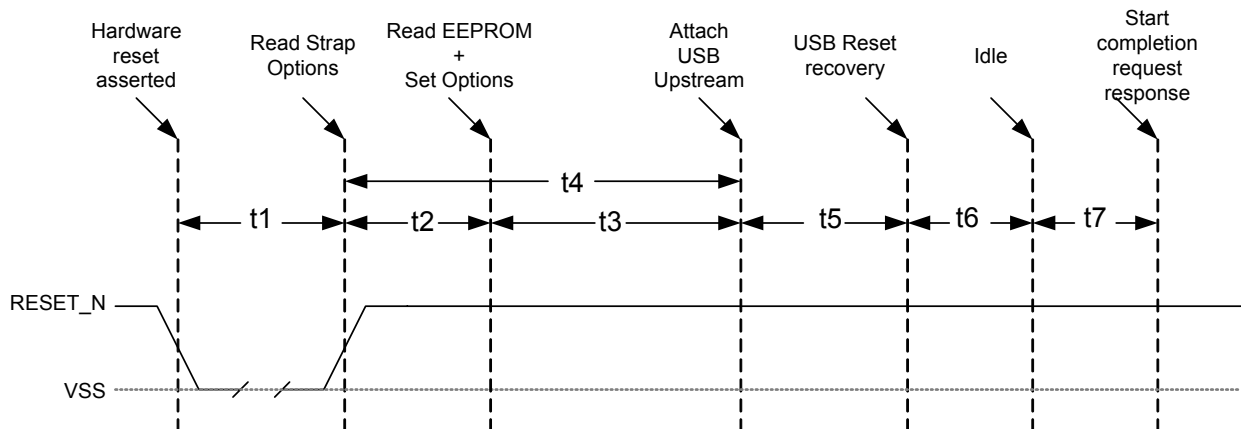 Hardware
reset
asserted
Read Strap
Options
Read EEPROM
+
Set Options
Attach
USB
Upstream
USB Reset
recovery
Idle
Start
completion
request
response
t4
t1
t2
t3
t5
t6
t7
RESET_N
VSS